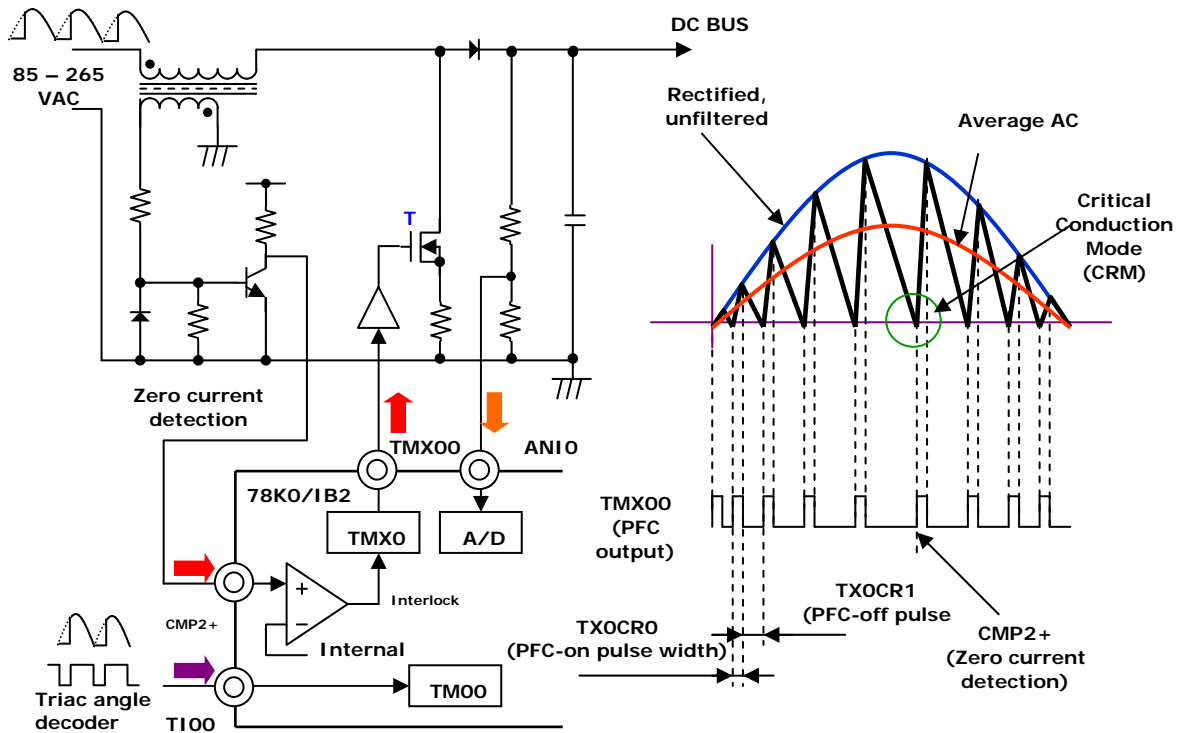 DC BUS
85 – 265
VAC
Rectified,
unfiltered
Average AC
Critical
Conduction
Mode
(CRM)
T
Zero current
detection
TMX00
ANI0
78K0/IB2
TMX0
A/D
+
−
Interlock
CMP2+
Internal
Triac angle
decoder
TI00
TM00
TMX00
(PFC
output)
TX0CR1
(PFC-off pulse
TX0CR0
(PFC-on pulse width)
CMP2+
(Zero current
detection)